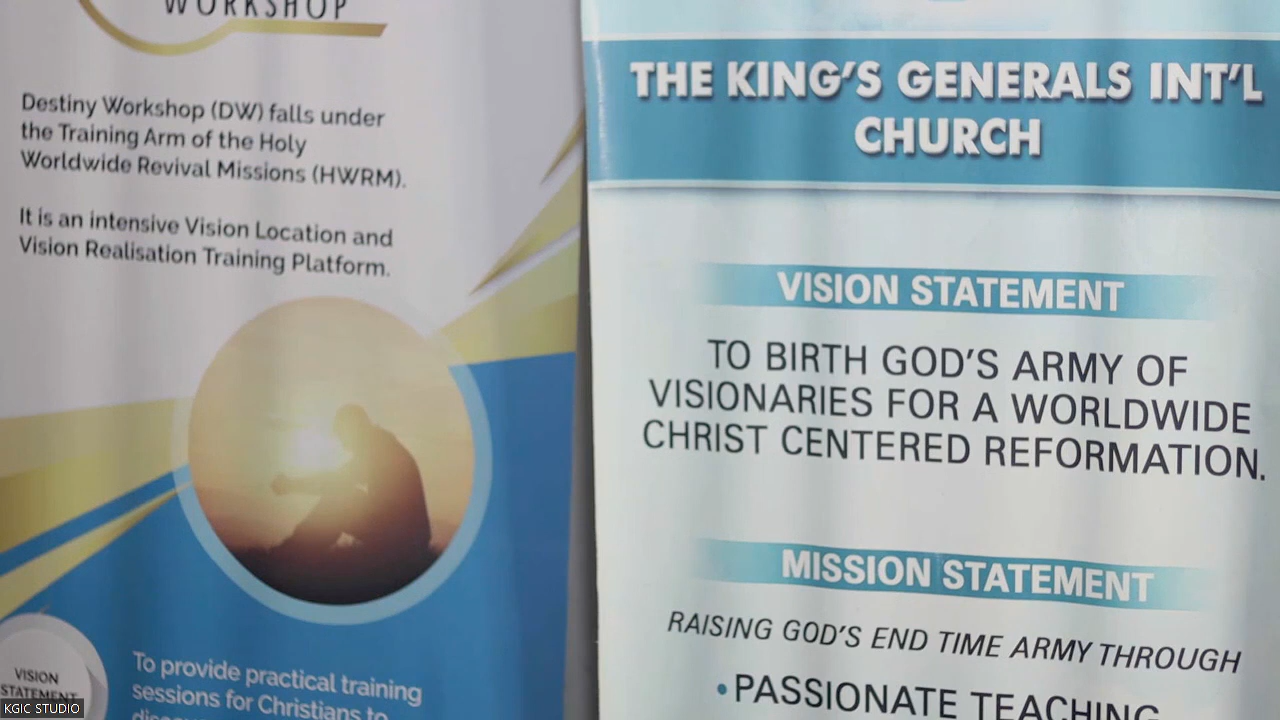 WORKSHOP
Destiny Workshop (DW) falls under
the Training Arm of the Holy
Worldwide Revival Missions (HWRM).
It is an intensive Vision Location and
Vision Realisation Training Platform.
VISION
STATEMENT
To provide practical training
sessions for Christians to
THE KING'S GENERALS INT'L
CHURCH
VISION STATEMENT
TO BIRTH GOD'S ARMY OF
VISIONARIES FOR A WORLDWIDE
CHRIST CENTERED REFORMATION.
MISSION STATEMENT
RAISING GOD'S END TIME ARMY THROUGH
•PASSIONATE TEACHING
KGIC STUDIO